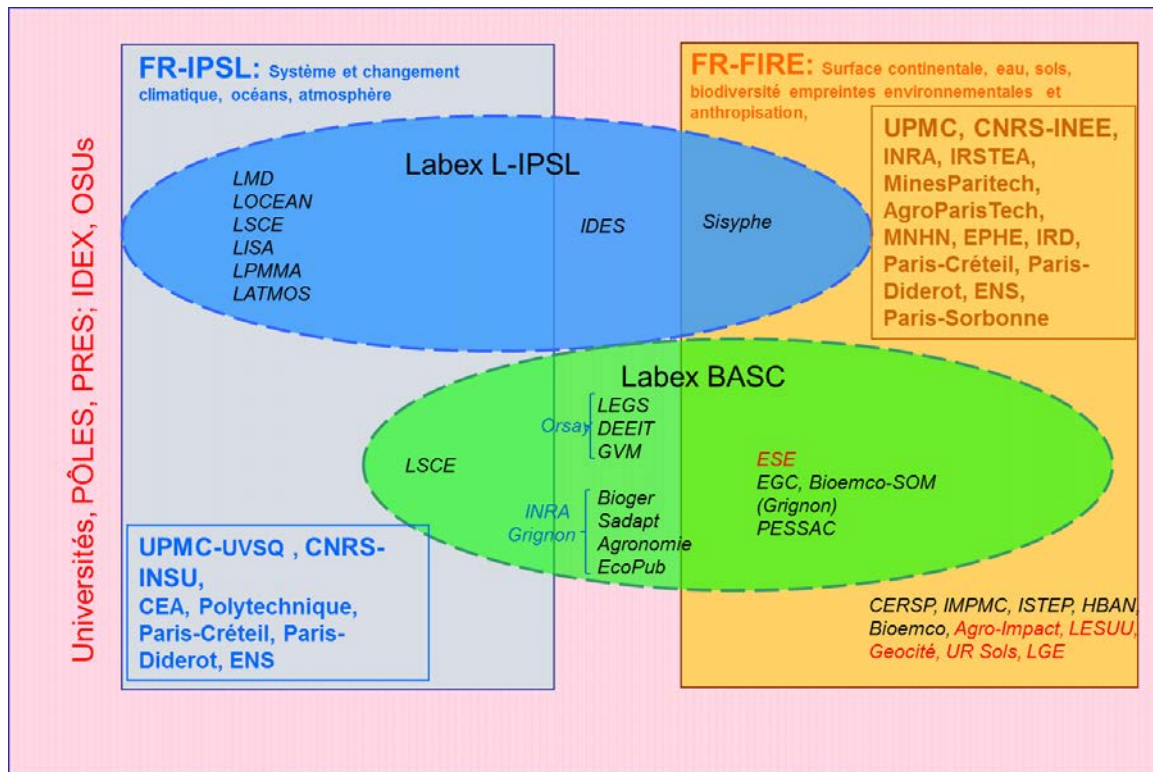 Universités, PÔLES, PRES; IDEX, OSUs
FR-IPSL: Système et changement
climatique, océans, atmosphère
FR-FIRE: Surface continentale, eau, sols,
biodiversité empreintes environnementales et
anthropisation,
UPMC, CNRS-INEE,
INRA, IRSTEA,
MinesParitech,
AgroParisTech,
MNHN, EPHE, IRD,
Paris-Créteil, Paris-
Diderot, ENS,
Paris-Sorbonne
Labex L-IPSL
LMD
LOCEAN
LSCE
LISA
LPMMA
LATMOS
IDES
Sisyphe
Labex BASC
LSCE
Orsay
LEGS
DEEIT
GVM
INRA
Grignon
Bioger
Sadapt
Agronomie
EcoPub
ESE
EGC, Bioemco-SOM
(Grignon)
PESSAC
UPMC-UVSQ , CNRS-
INSU,
CEA, Polytechnique,
Paris-Créteil, Paris-
Diderot, ENS
CERSP, IMPMC, ISTEP, HBAN,
Bioemco, Agro-Impact, LESUU,
Geocité, UR Sols, LGE